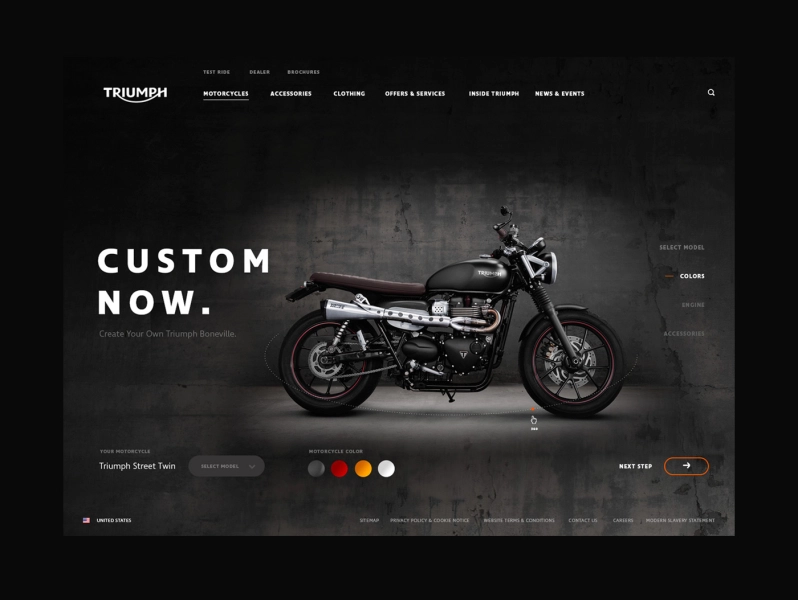 TEST RIDE DEALER BROCHURES
TRIUMPH MOTORCYCLES ACCESSORIES CLOTHING OFFERS & SERVICES INSIDE TRIUMPH NEWS & EVENTS
CUSTOM
NOW.
Create Your Own Triumph Boneville.
SELECT MODEL
COLORS
ENGINE
ACCESSORIES
TRIUMPH
YOUR MOTORCYCLE
Triumph Street Twin SELECT MODEL
MOTORCYCLE COLOR
NEXT STEP
UNITED STATES SITEMAP PRIVACY POLICY & COOKIE NOTICE WEBSITE TERMS & CONDITIONS CONTACT US CAREERS MODERN SLAVERY STATEMENT